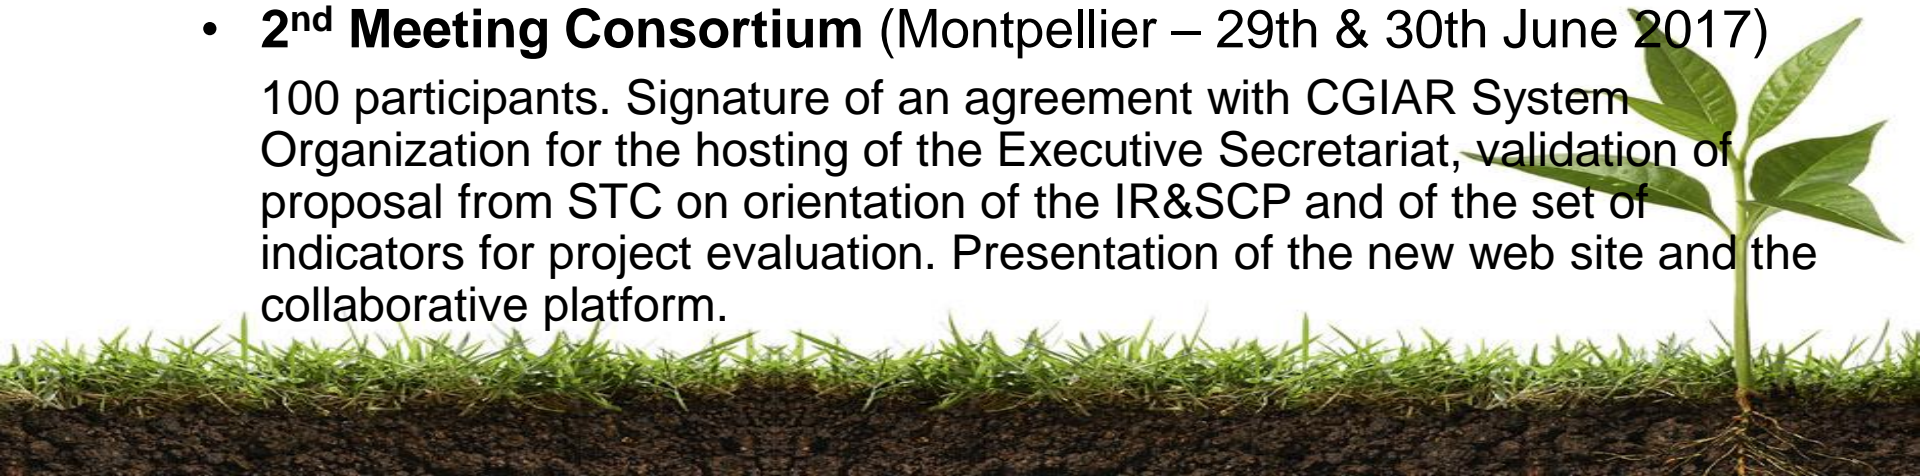 • 2nd Meeting Consortium (Montpellier – 29th & 30th June 2017)
100 participants. Signature of an agreement with CGIAR System
Organization for the hosting of the Executive Secretariat, validation of
proposal from STC on orientation of the IR&SCP and of the set of
indicators for project evaluation. Presentation of the new web site and the
collaborative platform.